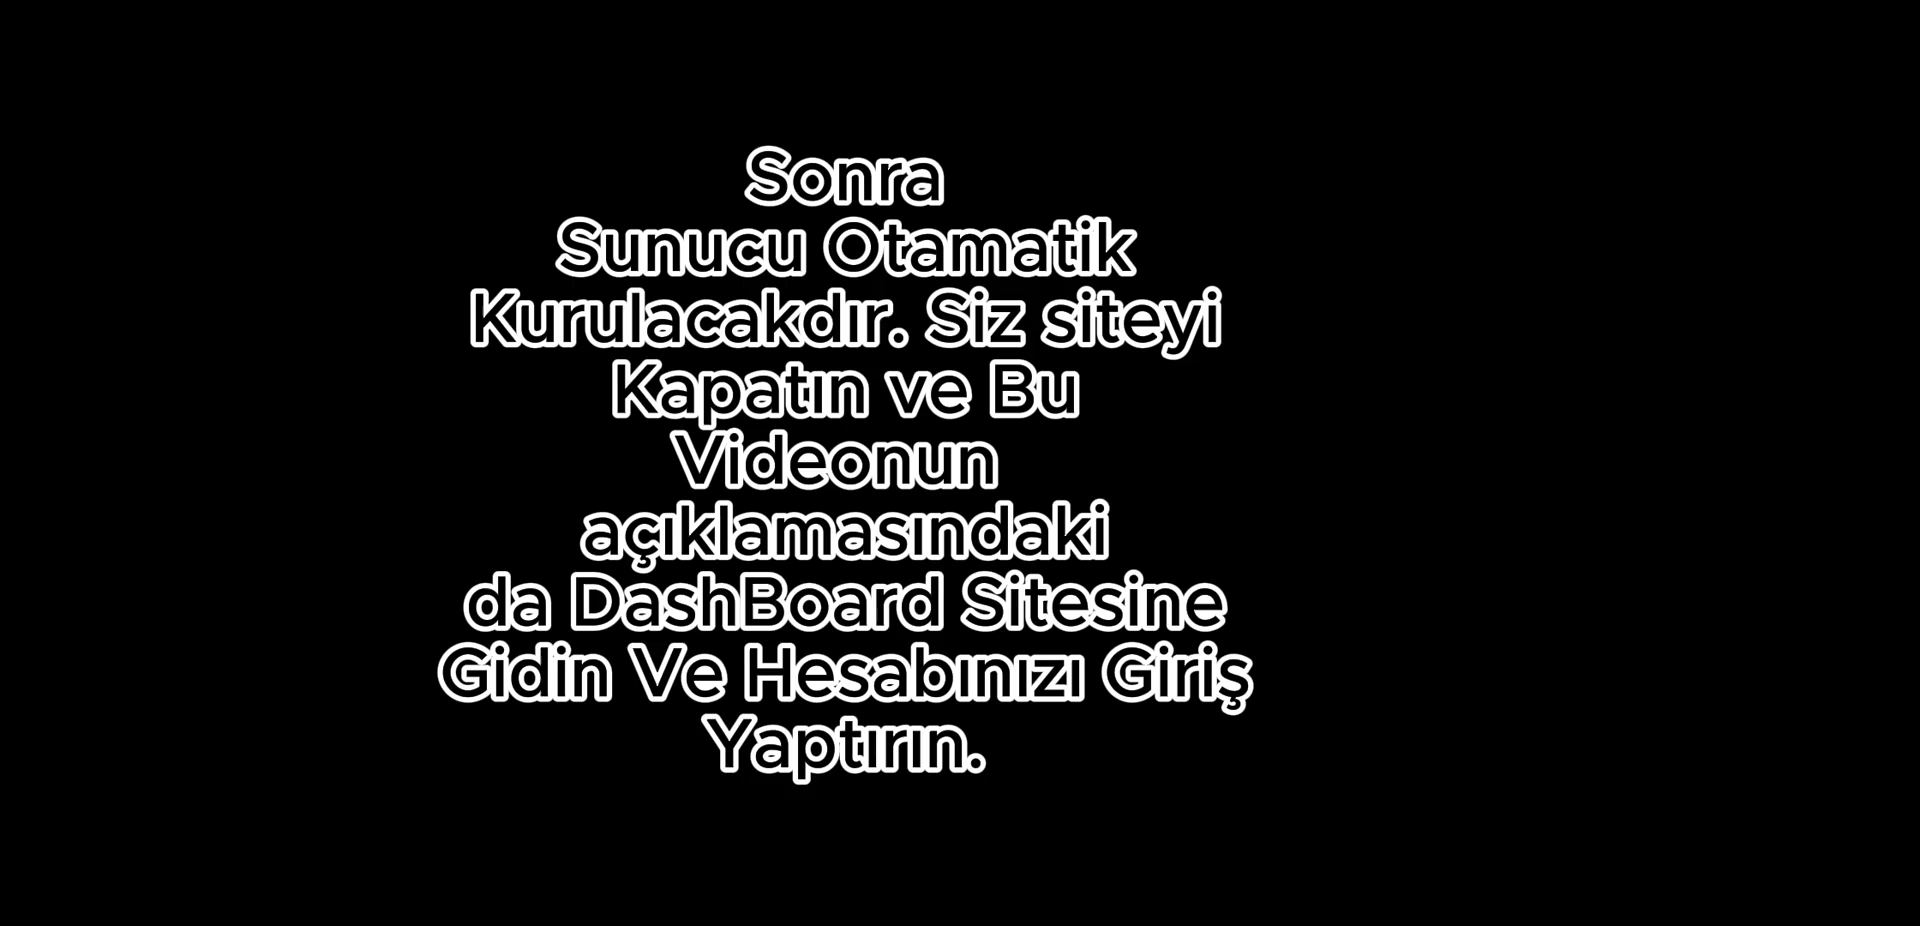 Sonra
Sunucu Otamatik
Kurulacakdır. Siz siteyi
Kapatın ve Bu
Videonun
açıklamasındaki
da DashBoard Sitesine
Gidin Ve Hesabınızı Giriş
Yaptırın.